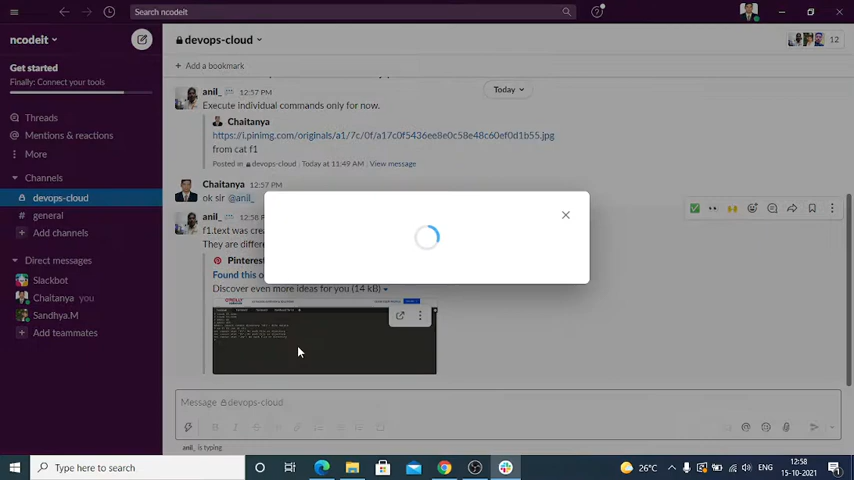 Search ncodeit
ncodeit
devops-cloud
12
Get started
Finally: Connect your tools
Add a bookmark
Threads
Mentions & reactions
More
Channels
devops-cloud
general
Add channels
Direct messages
Slackbot
Chaitanya you
Sandhya.M
Add teammates
Today
anil_ 12:57 PM
Execute individual commands only for now.
Chaitanya
https://i.pinimg.com/originals/a1/7c/0f/a17c0f5436ee8e0c58e48c60ef0d1b55.jpg
from cat f1
Posted in devops-cloud Today at 11:49 AM View message
Chaitanya 12:57 PM
ok sir @anil_
anil_ 12:58 P
f1.text was crea
They are differe
Pinteres
Found this o
Discover even more ideas for you (14 kB)
O'REILLY
Message devops-cloud
anil_ is typing
Type here to search
26°C
ENG
12:58
15-10-2021
1